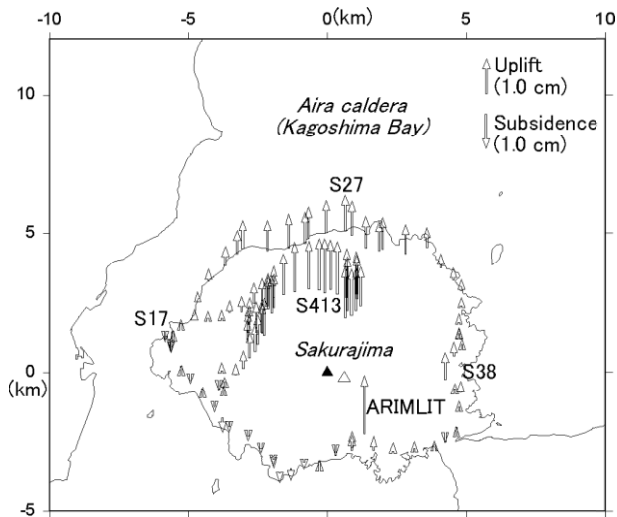 -10 -5 0(km) 5 10
10
5
0
(km)
-5
Uplift
(1.0 cm)
Subsidence
(1.0 cm)
Aira caldera
(Kagoshima Bay)
S27
S413
S17
Sakurajima
S38
ARIMLIT